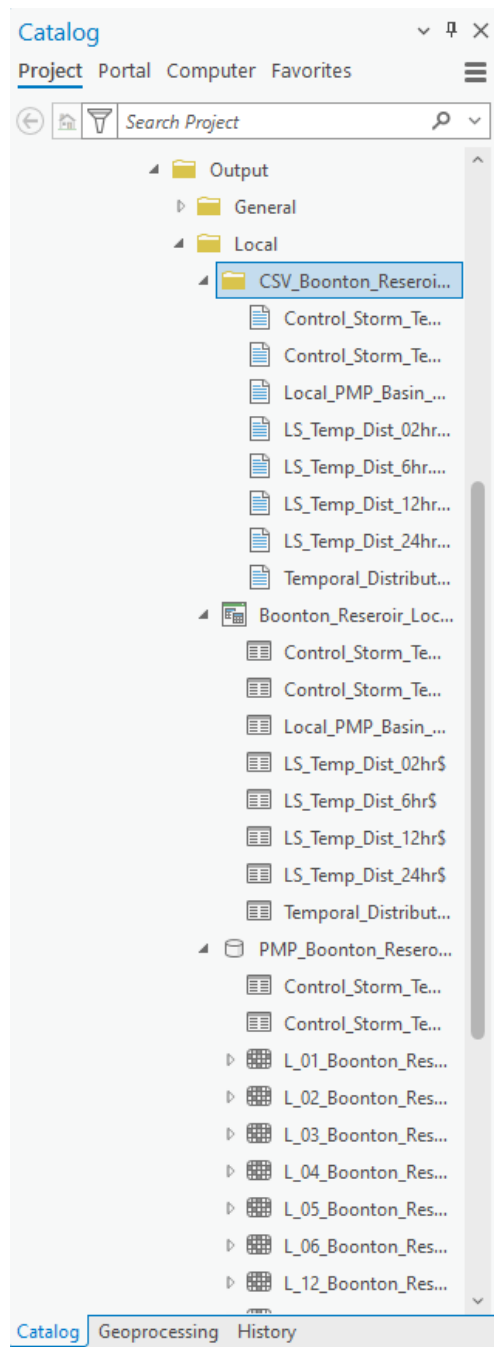 Catalog
Project Portal Computer Favorites
Search Project
Output
General
Local
CSV_Boonton_Reseroi...
Control_Storm_Te...
Control_Storm_Te...
Local_PMP_Basin_...
LS_Temp_Dist_02hr...
LS_Temp_Dist_6hr....
LS_Temp_Dist_12hr...
LS_Temp_Dist_24hr...
Temporal_Distribut...
Boonton_Reseroir_Loc...
Control_Storm_Te...
Control_Storm_Te...
Local_PMP_Basin_...
LS_Temp_Dist_02hr$
LS_Temp_Dist_6hr$
LS_Temp_Dist_12hr$
LS_Temp_Dist_24hr$
Temporal_Distribut...
PMP_Boonton_Resero...
Control_Storm_Te...
Control_Storm_Te...
L_01_Boonton_Res...
L_02_Boonton_Res...
L_03_Boonton_Res...
L_04_Boonton_Res...
L_05_Boonton_Res...
L_06_Boonton_Res...
L_12_Boonton_Res...
Catalog Geoprocessing History